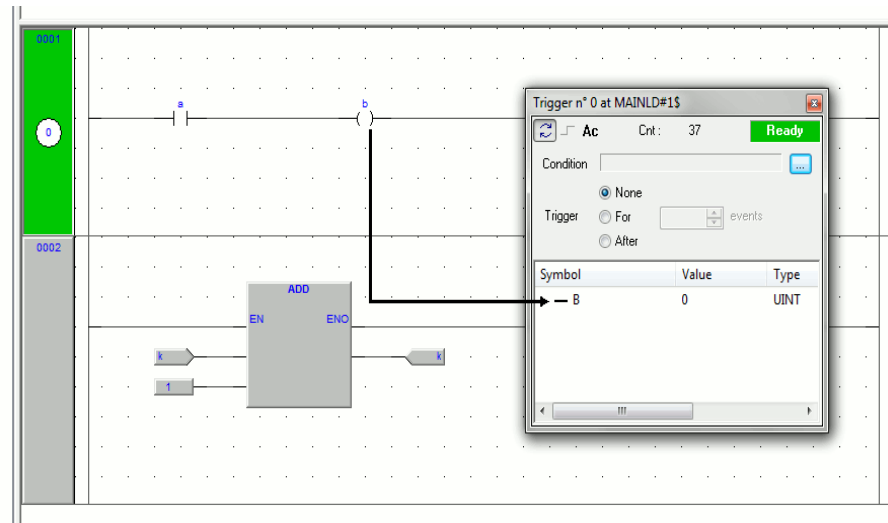 0001
a
b
0
Trigger n° 0 at MAINLD#1$
Ac Cnt: 37 Ready
Condition ...
None
Trigger For events
After
Symbol Value Type
B 0 UINT
0002
ADD
EN ENO
k k
1